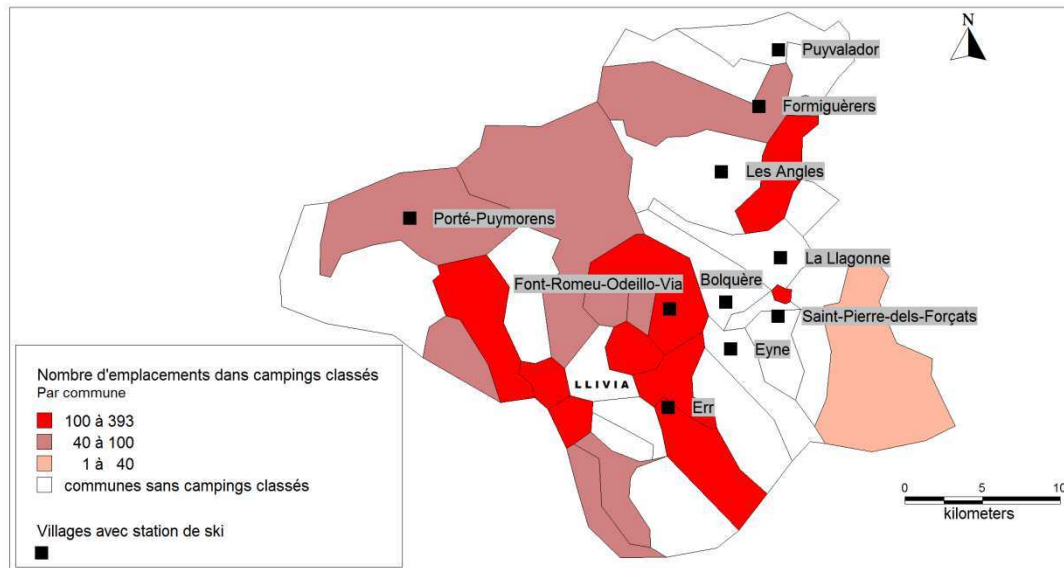 N
Puyvalador
Formiguèrers
Les Angles
Porté-Puymorens
La Llagonne
Font-Romeu-Odeillo-Via
Bolquère
Saint-Pierre-dels-Forçats
Eyne
LLIVIA
Err
Nombre d'emplacements dans campings classés
Par commune
100 à 393
40 à 100
1 à 40
communes sans campings classés
Villages avec station de ski
0 5 10
kilometers